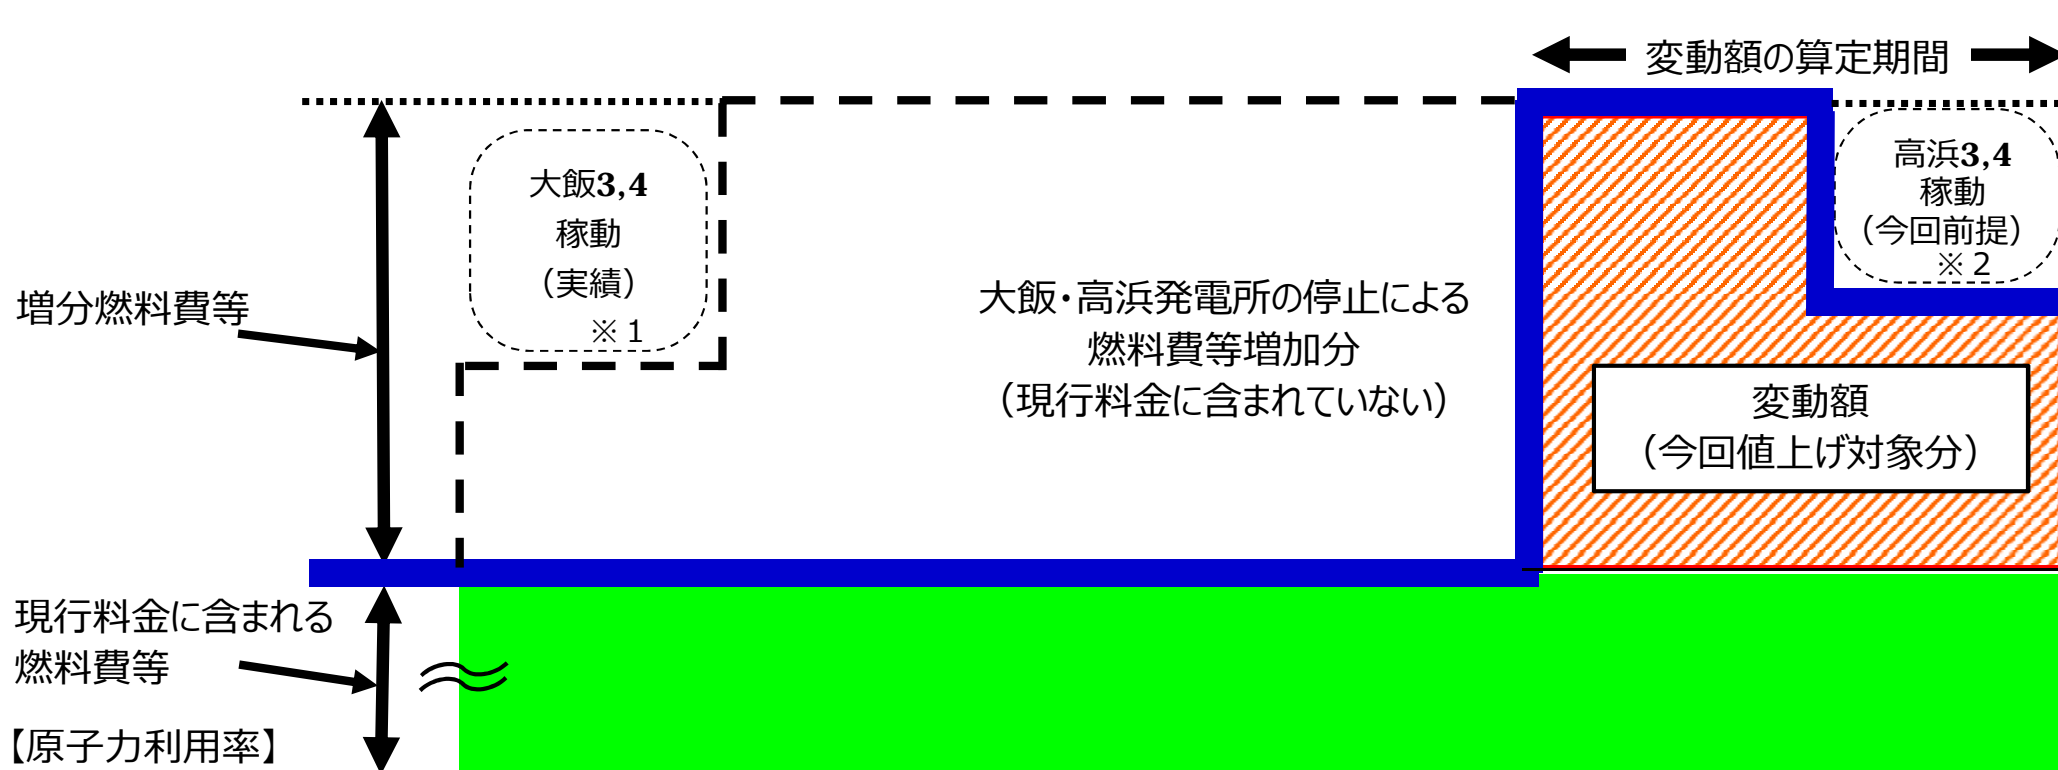 変動額の算定期間
大飯3,4
稼動
（実績）
※１
高浜3,4
稼動
（今回前提）
※２
増分燃料費等
大飯・高浜発電所の停止による
燃料費等増加分
（現行料金に含まれていない）
変動額
（今回値上げ対象分）
現行料金に含まれる
燃料費等
【原子力利用率】